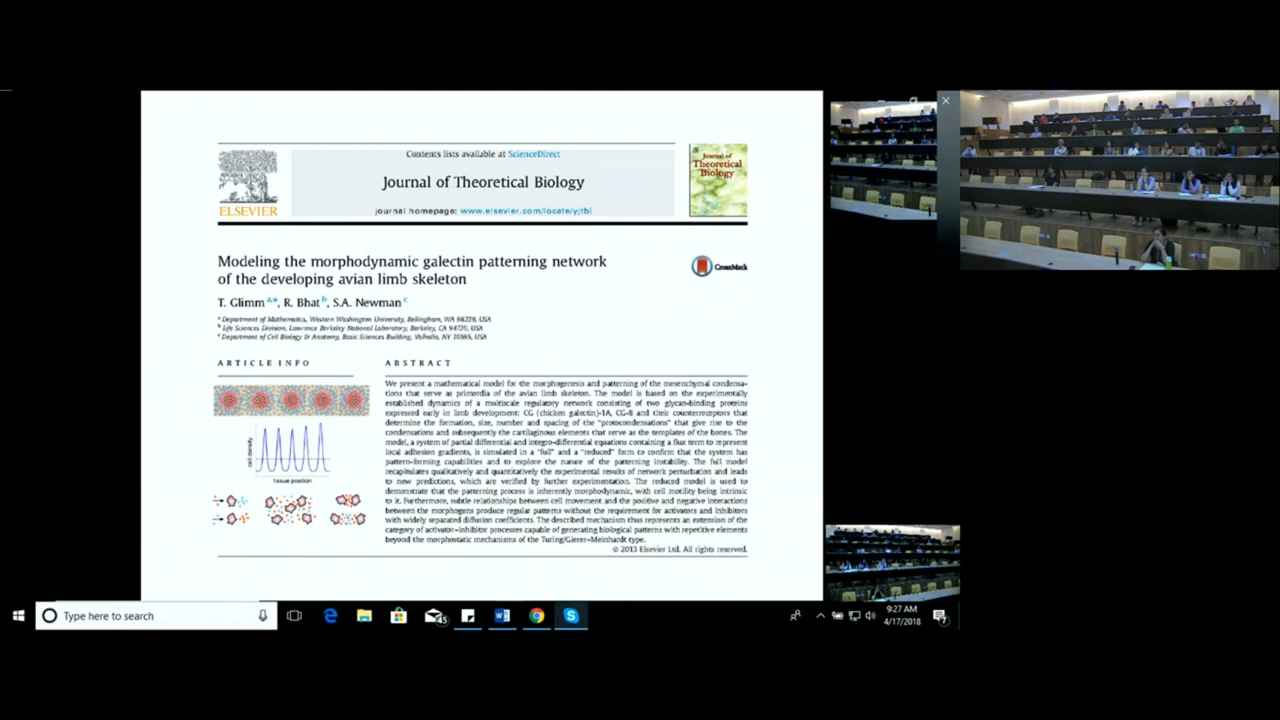 Contents lists available at ScienceDirect
Journal of Theoretical Biology
journal homepage: www.elsevier.com/locate/yjtbi
ELSEVIER
Journal of
Theoretical
Biology
Modeling the morphodynamic galectin patterning network
of the developing avian limb skeleton
CrossMark
T. Glimm a,*, R. Bhat b, S.A. Newman c
a Department of Mathematics, Western Washington University, Bellingham, WA 98229, USA
b Life Sciences Division, Lawrence Berkeley National Laboratory, Berkeley, CA 94720, USA
c Department of Cell Biology & Anatomy, Basic Sciences Building, Valhalla, NY 10595, USA
ARTICLE INFO
cell density
tissue position
ABSTRACT
We present a mathematical model for the morphogenesis and patterning of the mesenchymal condensa-
tions that serve as primordia of the avian limb skeleton. The model is based on the experimentally
established dynamics of a multiscale regulatory network consisting of two glycan-binding proteins
expressed early in limb development: CG (chicken galectin)-1A, CG-8 and their counterreceptors that
determine the formation, size, number and spacing of the "protocondensations" that give rise to the
condensations and subsequently the cartilaginous elements that serve as the templates of the bones. The
model, a system of partial differential and integro-differential equations containing a flux term to represent
local adhesion gradients, is simulated in a "full" and a "reduced" form to confirm that the system has
pattern-forming capabilities and to explore the nature of the patterning instability. The full model
recapitulates qualitatively and quantitatively the experimental results of network perturbation and leads
to new predictions, which are verified by further experimentation. The reduced model is used to
demonstrate that the patterning process is inherently morphodynamic, with cell motility being intrinsic
to it. Furthermore, subtle relationships between cell movement and the positive and negative interactions
between the morphogens produce regular patterns without the requirement for activators and inhibitors
with widely separated diffusion coefficients. The described mechanism thus represents an extension of the
category of activator–inhibitor processes capable of generating biological patterns with repetitive elements
beyond the morphostatic mechanisms of the Turing/Gierer–Meinhardt type.
© 2013 Elsevier Ltd. All rights reserved.
Type here to search
45
9:27 AM
4/17/2018